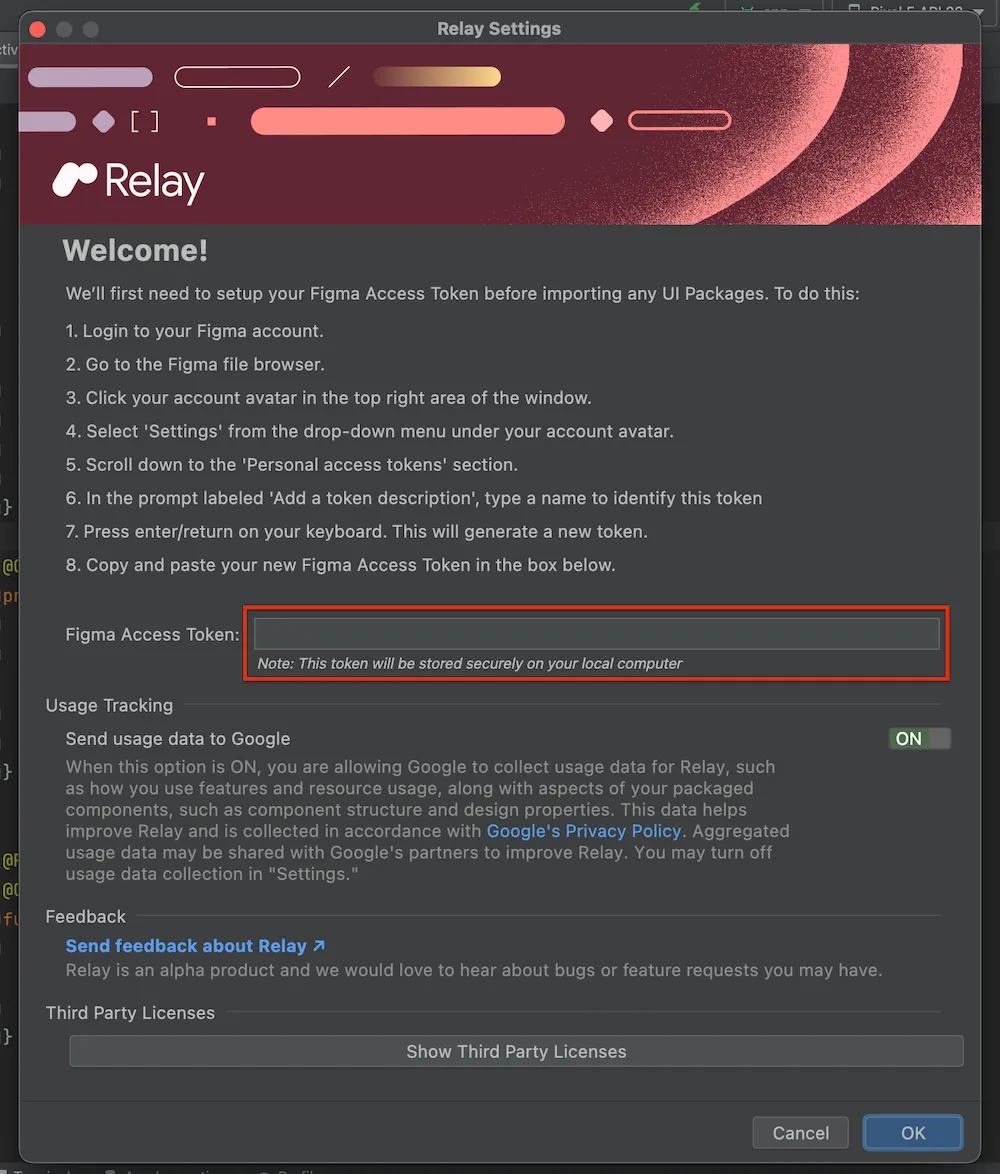 Relay Settings
[ ]
Relay
Welcome!
We'll first need to setup your Figma Access Token before importing any UI Packages. To do this:
1. Login to your Figma account.
2. Go to the Figma file browser.
3. Click your account avatar in the top right area of the window.
4. Select 'Settings' from the drop-down menu under your account avatar.
5. Scroll down to the 'Personal access tokens' section.
6. In the prompt labeled 'Add a token description', type a name to identify this token
7. Press enter/return on your keyboard. This will generate a new token.
8. Copy and paste your new Figma Access Token in the box below.
Figma Access Token:
Note: This token will be stored securely on your local computer
Usage Tracking
Send usage data to Google
ON
When this option is ON, you are allowing Google to collect usage data for Relay, such
as how you use features and resource usage, along with aspects of your packaged
components, such as component structure and design properties. This data helps
improve Relay and is collected in accordance with Google's Privacy Policy. Aggregated
usage data may be shared with Google's partners to improve Relay. You may turn off
usage data collection in "Settings."
Feedback
Send feedback about Relay ↗
Relay is an alpha product and we would love to hear about bugs or feature requests you may have.
Third Party Licenses
Show Third Party Licenses
Cancel
OK